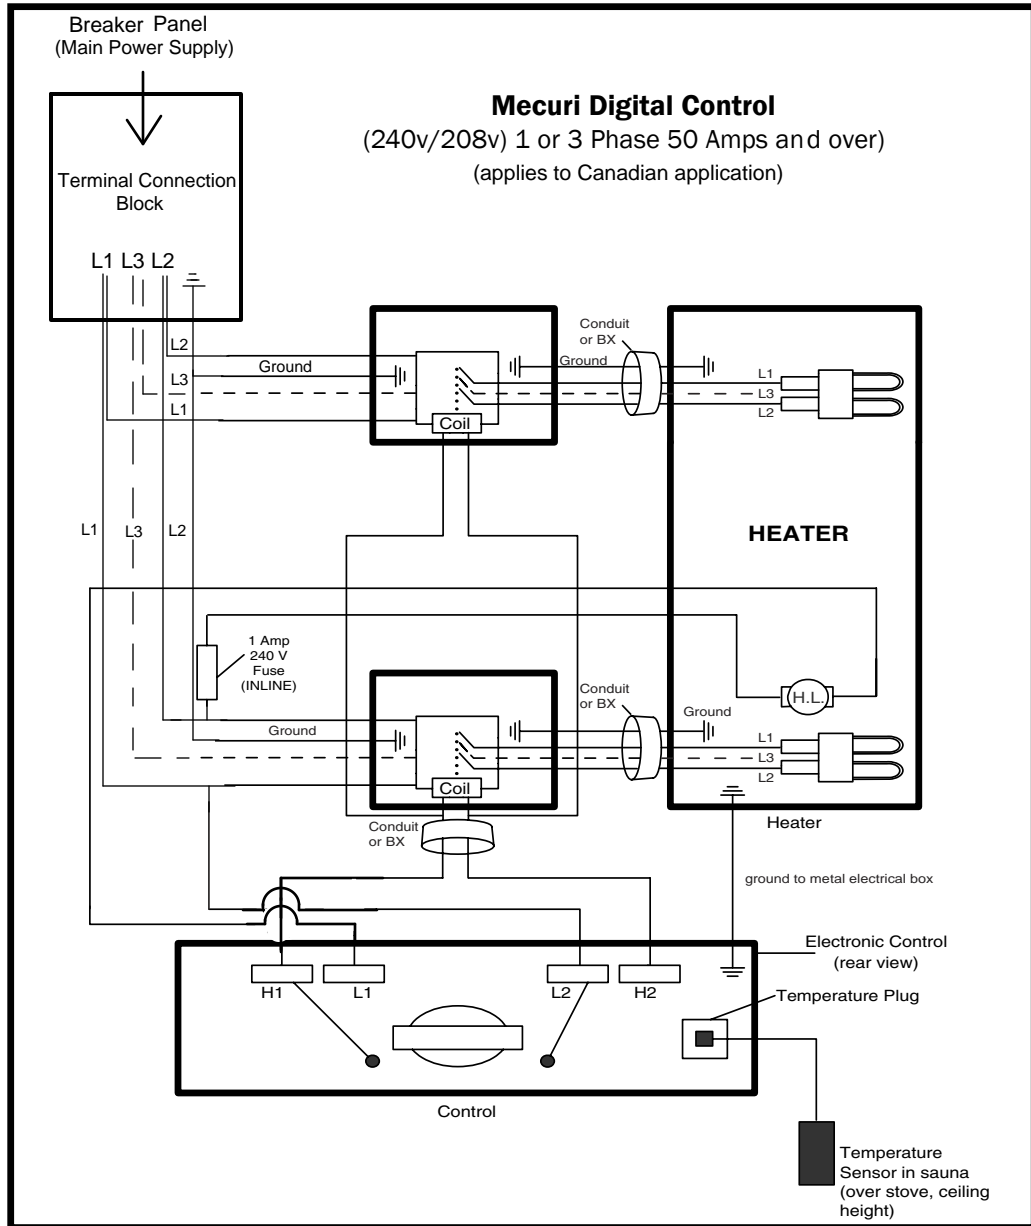 Breaker Panel
(Main Power Supply)
Mecuri Digital Control
(240v/208v) 1 or 3 Phase 50 Amps and over)
(applies to Canadian application)
Terminal Connection
Block
L1 L3 L2
L2
Ground
L3
L1
Coil
Conduit
or BX
Ground
L1
L3
L2
HEATER
L1
L3
L2
1 Amp
240 V
Fuse
(INLINE)
H.L.
Ground
Coil
Conduit
or BX
Ground
L1
L3
L2
Heater
Conduit
or BX
ground to metal electrical box
Electronic Control
(rear view)
H1
L1
L2
H2
Temperature Plug
Control
Temperature
Sensor in sauna
(over stove, ceiling
height)